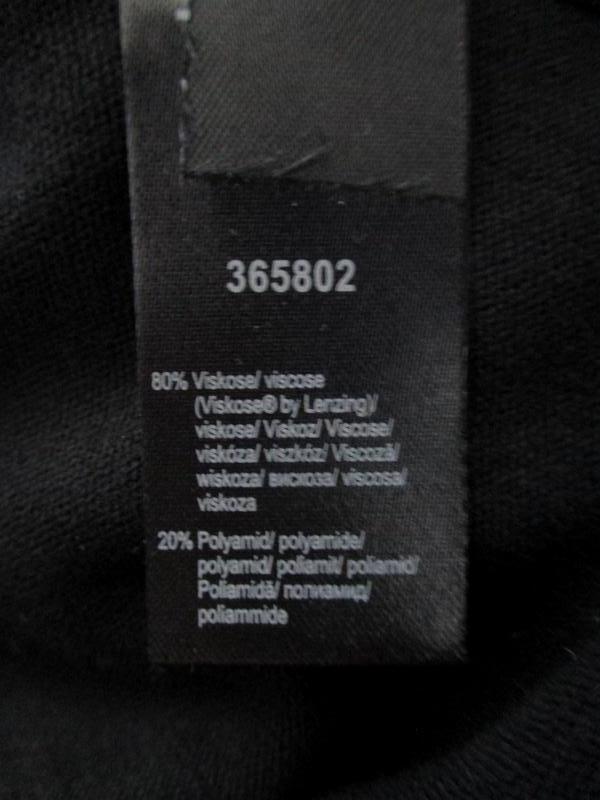 365802
80% Viskose/ viscose
(Viskose® by Lenzing)/
viskose/ Viskoz/ Viscose/
viskóza/ viszkóz/ Viscoză/
wiskoza/ вискоза/ viscosa/
viskoza
20% Polyamid/ polyamide/
polyamid/ poliamit/ poliamid/
Poliamidă/ полиамид/
poliammide